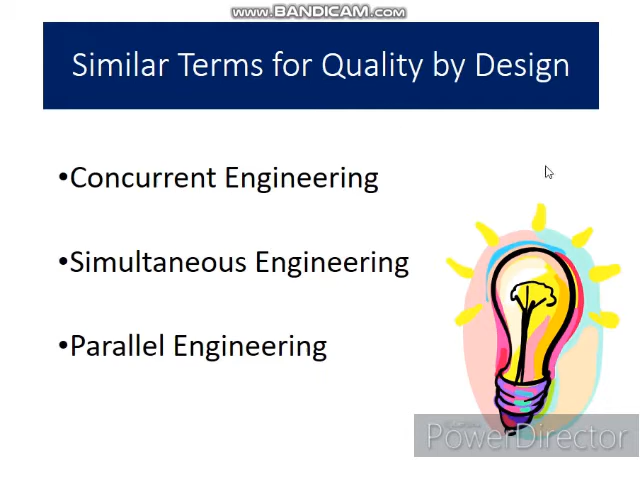 www.BANDICAM.com
Similar Terms for Quality by Design
•Concurrent Engineering
•Simultaneous Engineering
•Parallel Engineering
PowerDirector